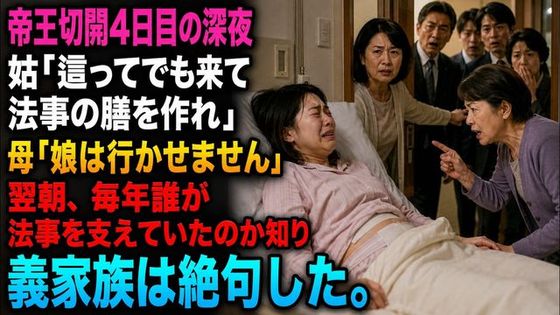 帝王切開4日目の深夜
姑「這ってでも来て
法事の膳を作れ」
母「娘は行かせません」
翌朝、毎年誰が
法事を支えていたのか知り
義家族は絶句した。